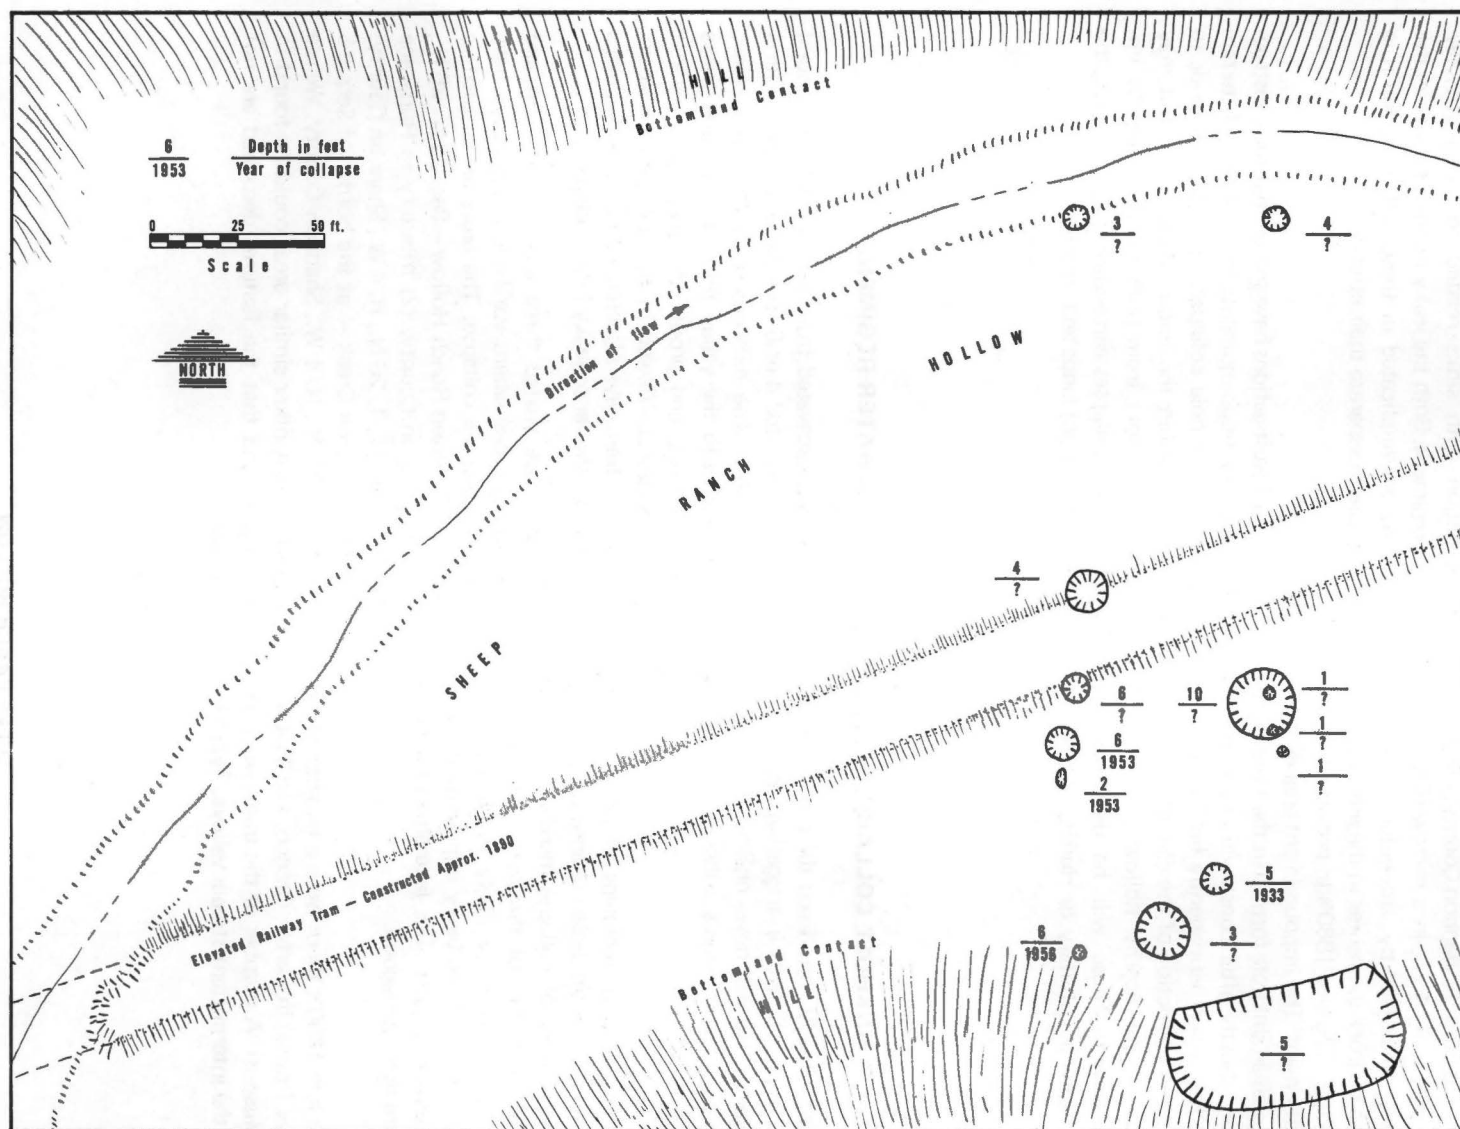 HILL
Bottomland Contact
6
1953
Depth in feet
Year of collapse
0 25 50 ft.
Scale
NORTH
Direction of flow
3
?
4
?
HOLLOW
RANCH
SHEEP
4
?
6
?
10
?
1
?
1
?
1
?
6
1953
2
1953
5
1933
Elevated Railway Tram – Constructed Approx. 1890
6
1956
3
?
Bottomland Contact
HILL
5
?